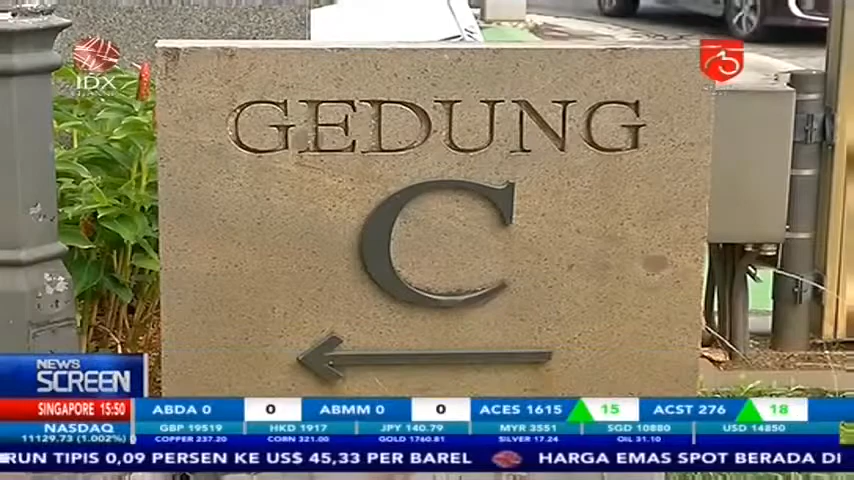 IDX
CHANNEL
75
GEDUNG
C
NEWS
SCREEN
SINGAPORE 15:50
ABDA 0 0 ABMM 0 0 ACES 1615 15 ACST 276 18
NASDAQ
GBP 19519 HKD 1917 JPY 140.79 MYR 3551 SGD 10880 USD 14850
11129.73 (1.002%)
COPPER 237.20 CORN 321.00 GOLD 1760.81 SILVER 17.24 OIL 31.10
RUN TIPIS 0,09 PERSEN KE US$ 45,33 PER BAREL HARGA EMAS SPOT BERADA DI